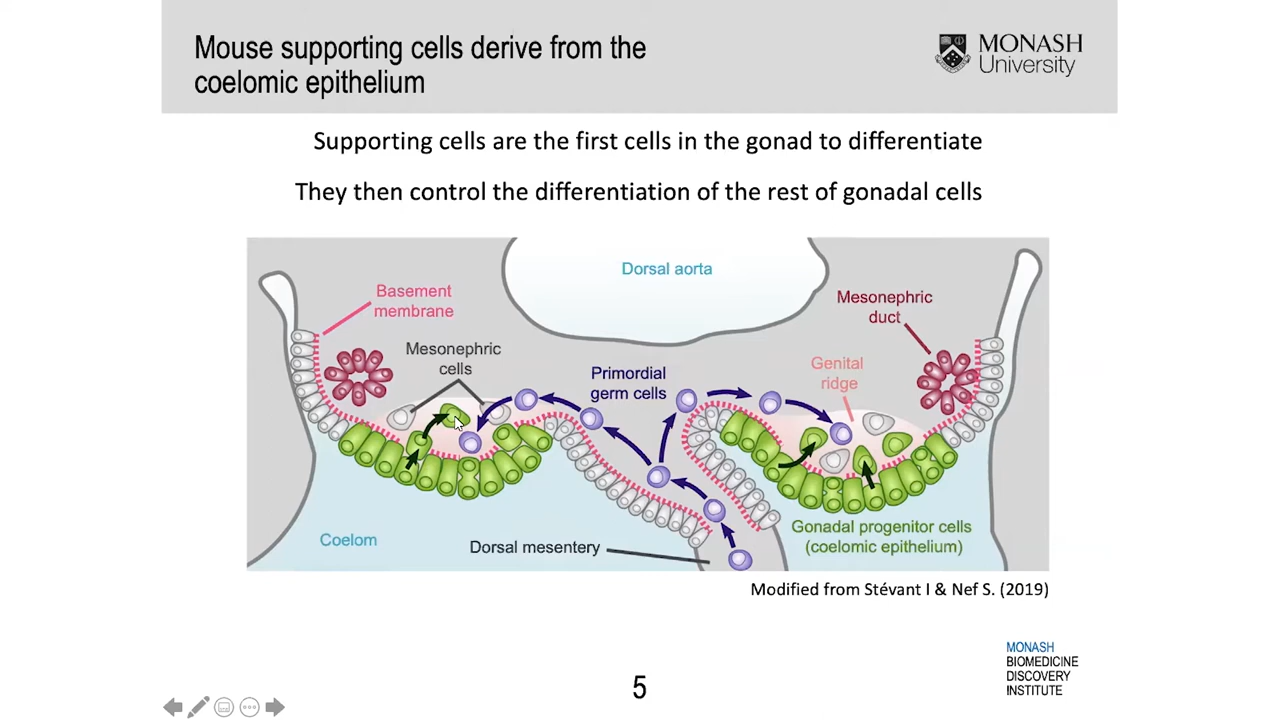 Mouse supporting cells derive from the
coelomic epithelium
MONASH
University
Supporting cells are the first cells in the gonad to differentiate
They then control the differentiation of the rest of gonadal cells
Dorsal aorta
Basement
membrane
Mesonephric
duct
Mesonephric
cells
Primordial
germ cells
Genital
ridge
Coelom
Dorsal mesentery
Gonadal progenitor cells
(coelomic epithelium)
Modified from Stévant I & Nef S. (2019)
MONASH
BIOMEDICINE
DISCOVERY
INSTITUTE
5